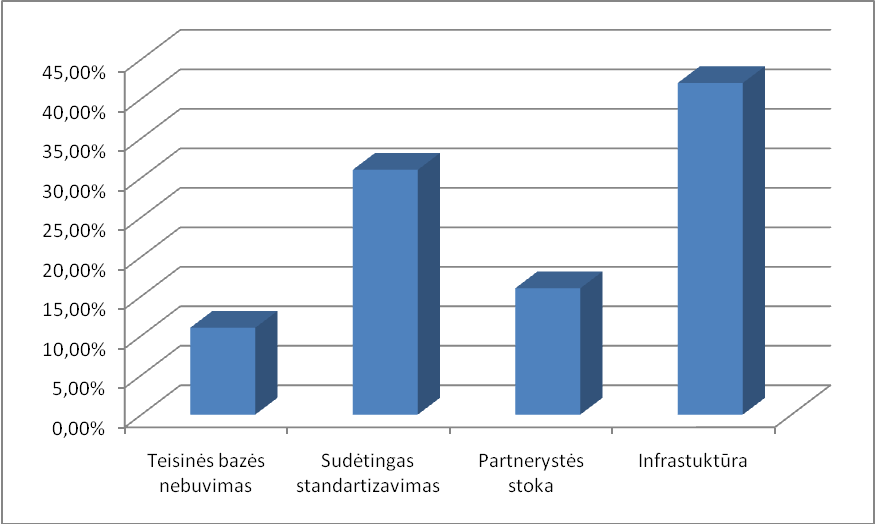 45,00%
40,00%
35,00%
30,00%
25,00%
20,00%
15,00%
10,00%
5,00%
0,00%
Teisinės bazės
nebuvimas
Sudėtingas
standartizavimas
Partnerystės
stoka
Infrastuktūra